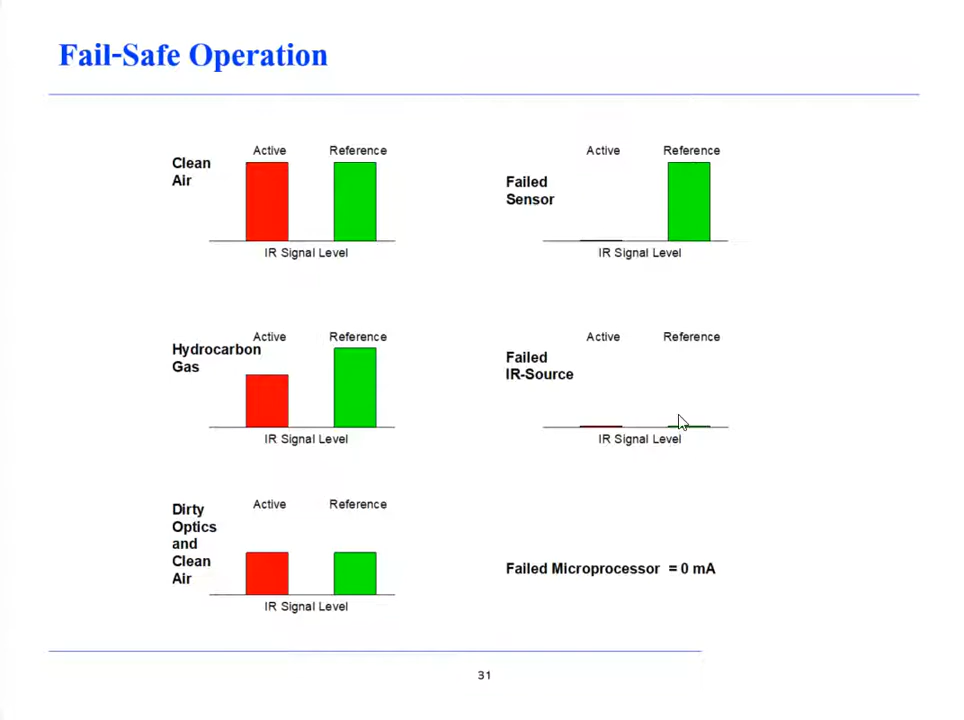 Fail-Safe Operation
Active Reference
Clean
Air
IR Signal Level
Active Reference
Failed
Sensor
IR Signal Level
Active Reference
Hydrocarbon
Gas
IR Signal Level
Active Reference
Failed
IR-Source
IR Signal Level
Active Reference
Dirty
Optics
and
Clean
Air
IR Signal Level
Failed Microprocessor = 0 mA
31